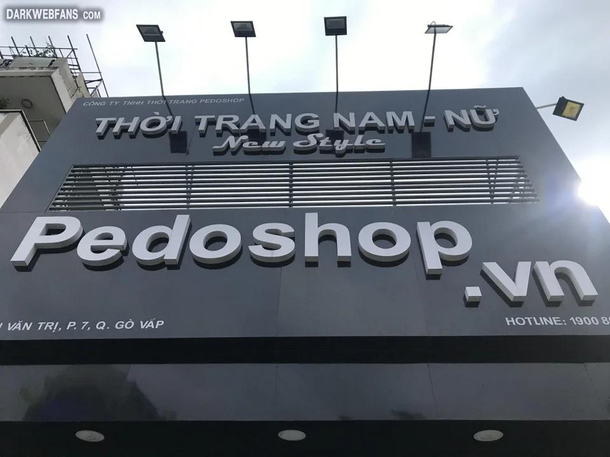 DARKWEBFANS.COM
CÔNG TY TNHH THỜI TRANG PEDOSHOP
THỜI TRANG NAM - NỮ
New Style
Pedoshop
.vn
VĂN TRỊ, P. 7, Q. GÒ VẤP
HOTLINE: 1900